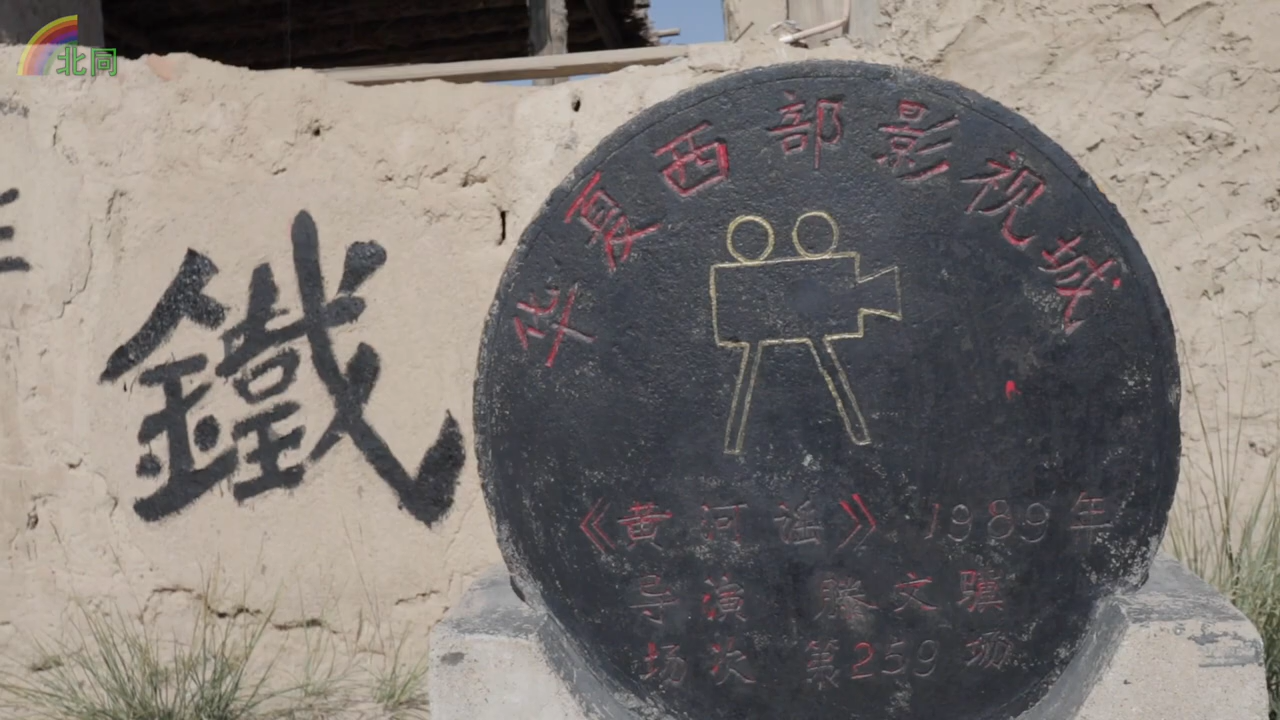 北同
鐵
华夏西部影视城
《黄河谣》·1989年
导演 滕文骥
场次 第259场